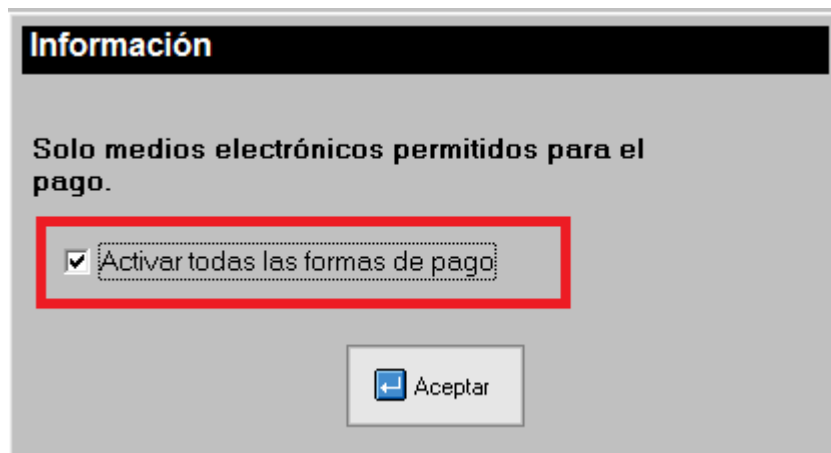 Información
Solo medios electrónicos permitidos para el
pago.
Activar todas las formas de pago
Aceptar